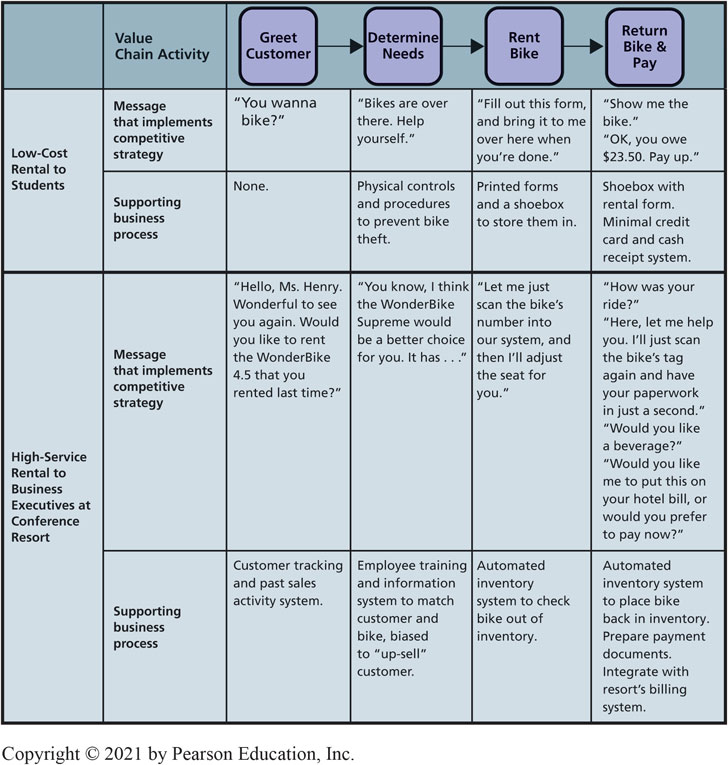 Value
Chain Activity
Greet
Customer
Determine
Needs
Rent
Bike
Return
Bike &
Pay
Low-Cost
Rental to
Students
Message
that implements
competitive
strategy
“You wanna
bike?”
“Bikes are over
there. Help
yourself.”
“Fill out this form,
and bring it to me
over here when
you’re done.”
“Show me the
bike.”
“OK, you owe
$23.50. Pay up.”
Supporting
business
process
None.
Physical controls
and procedures
to prevent bike
theft.
Printed forms
and a shoebox
to store them in.
Shoebox with
rental form.
Minimal credit
card and cash
receipt system.
High-Service
Rental to
Business
Executives at
Conference
Resort
Message
that implements
competitive
strategy
“Hello, Ms. Henry.
Wonderful to see
you again. Would
you like to rent
the WonderBike
4.5 that you
rented last time?”
“You know, I think
the WonderBike
Supreme would
be a better choice
for you. It has . . .”
“Let me just
scan the bike’s
number into
our system, and
then I’ll adjust
the seat for
you.”
“How was your
ride?”
“Here, let me help
you. I’ll just scan
the bike’s tag
again and have
your paperwork
in just a second.”
“Would you like
a beverage?”
“Would you like
me to put this on
your hotel bill, or
would you prefer
to pay now?”
Supporting
business
process
Customer tracking
and past sales
activity system.
Employee training
and information
system to match
customer and
bike, biased
to “up-sell”
customer.
Automated
inventory
system to check
bike out of
inventory.
Automated
inventory system
to place bike
back in inventory.
Prepare payment
documents.
Integrate with
resort’s billing
system.
Copyright © 2021 by Pearson Education, Inc.